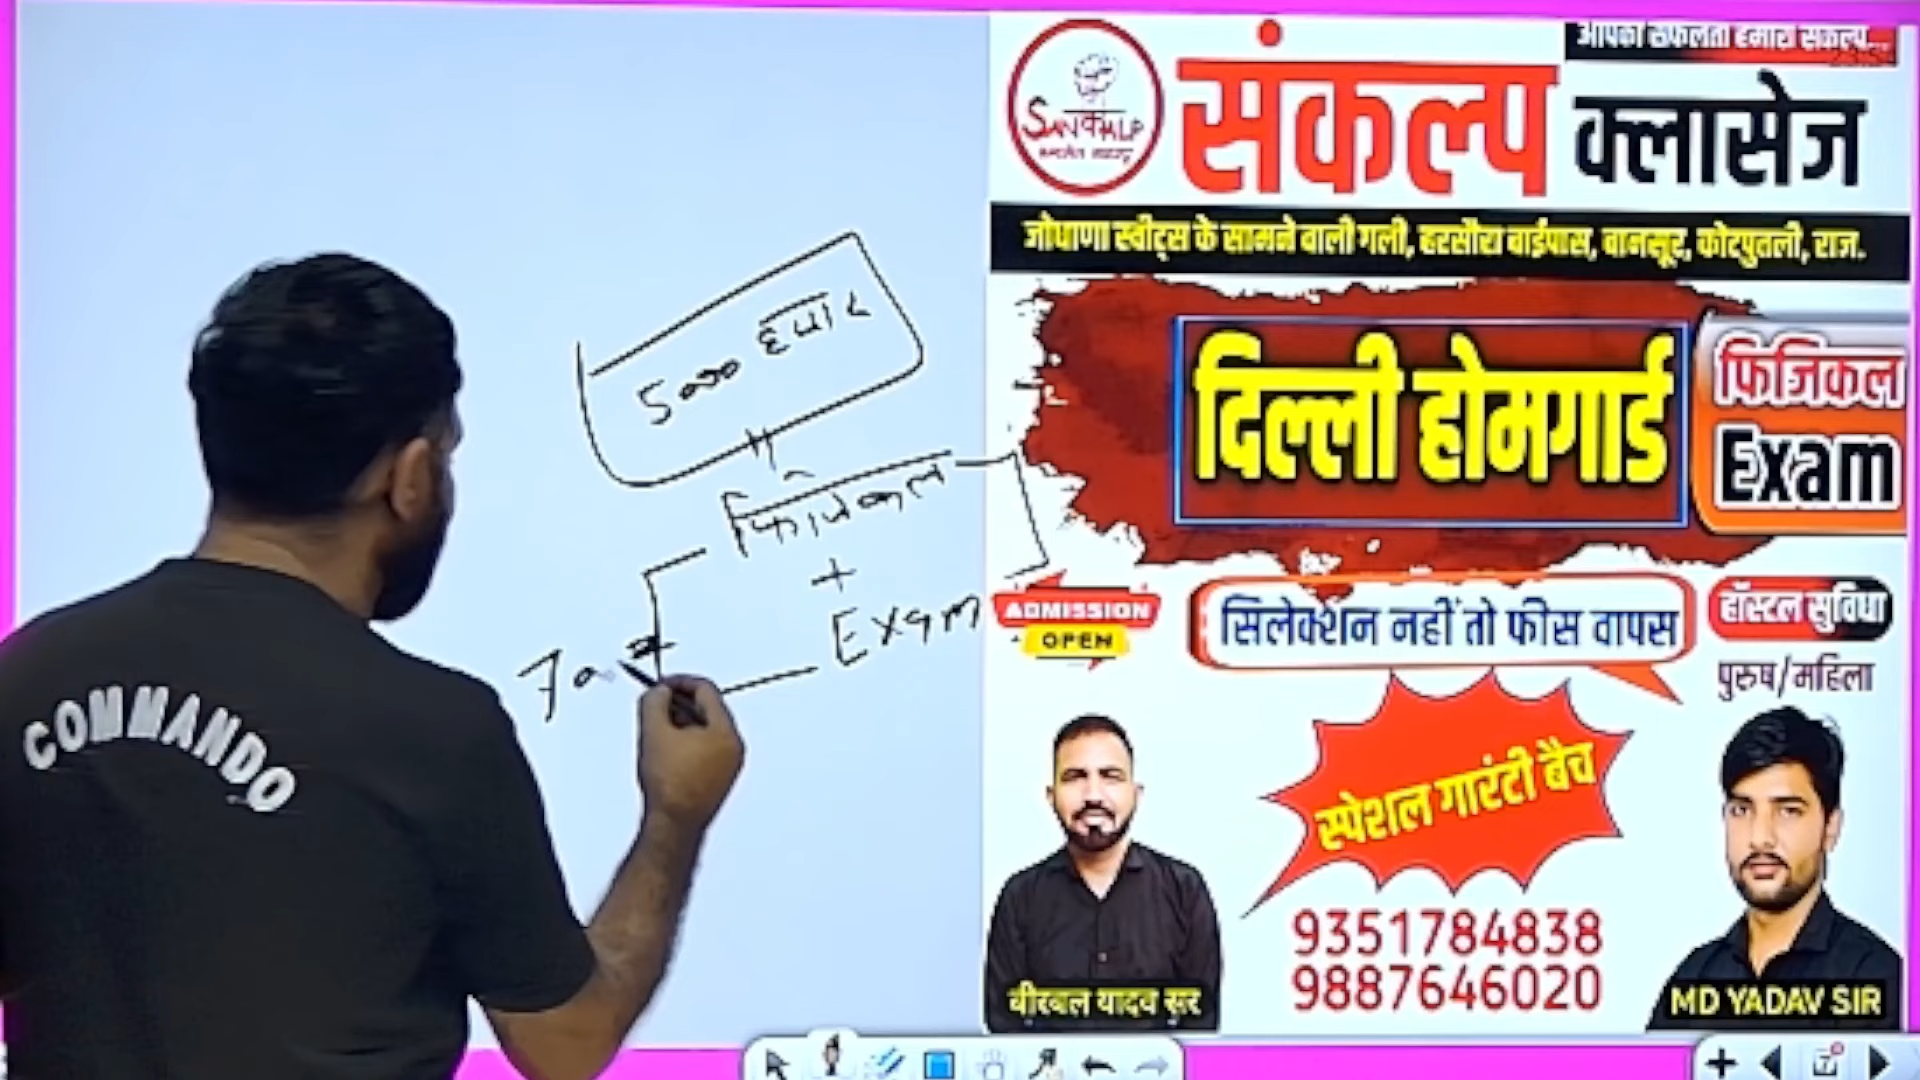 आपकी सफलता हमारा संकल्प...
SANKALP
संकल्प क्लासेज
जोधाणा स्वीट्स के सामने वाली गली, हरसौरा बाईपास, बानसूर, कोटपुतली, राज.
दिल्ली होमगार्ड
फिजिकल
Exam
5000 हजार
फिजिकल
+
Exam
ADMISSION
OPEN
सिलेक्शन नहीं तो फीस वापस
हॉस्टल सुविधा
पुरुष/महिला
COMMANDO
स्पेशल गारंटी बैच
9351784838
9887646020
बीरबल यादव सर
MD YADAV SIR